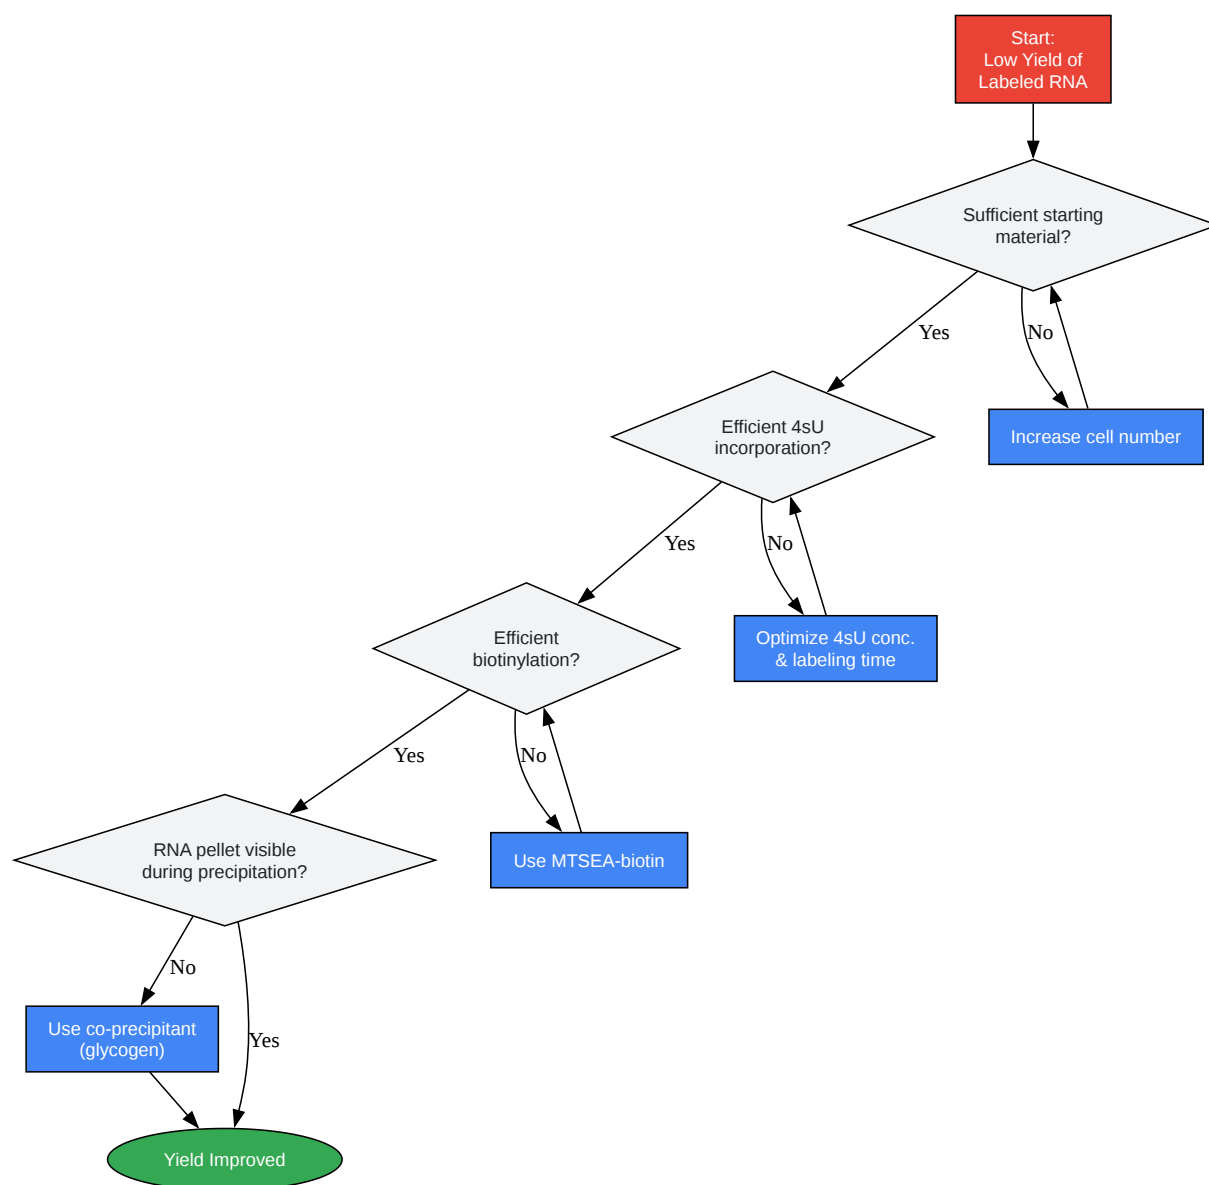 Start:
Low Yield of
Labeled RNA
Sufficient starting
material?
Yes
No
Increase cell number
Efficient 4sU
incorporation?
Yes
No
Optimize 4sU conc.
& labeling time
Efficient
biotinylation?
Yes
No
Use MTSEA-biotin
RNA pellet visible
during precipitation?
No
Use co-precipitant
(glycogen)
Yes
Yield Improved